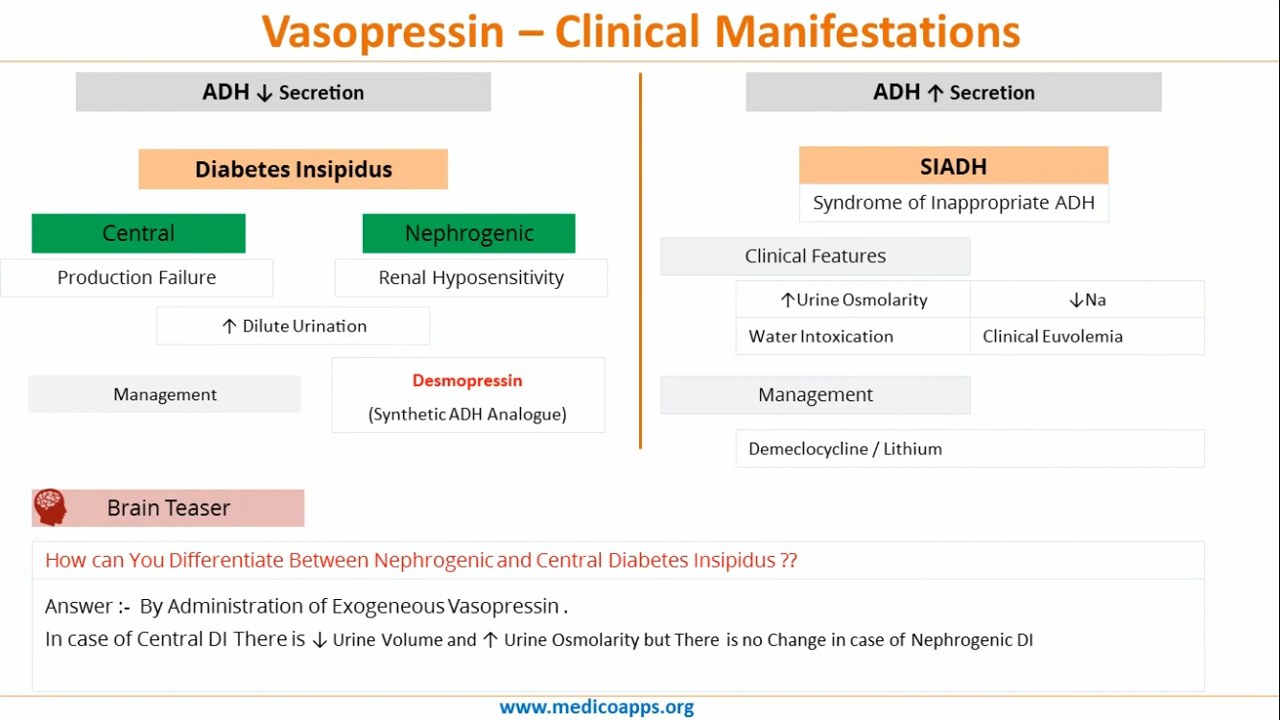 Vasopressin – Clinical Manifestations
ADH ↓ Secretion
Diabetes Insipidus
Central
Nephrogenic
Production Failure
Renal Hyposensitivity
↑ Dilute Urination
Management
Desmopressin
(Synthetic ADH Analogue)
ADH ↑ Secretion
SIADH
Syndrome of Inappropriate ADH
Clinical Features
↑Urine Osmolarity
↓Na
Water Intoxication
Clinical Euvolemia
Management
Demeclocycline / Lithium
Brain Teaser
How can You Differentiate Between Nephrogenic and Central Diabetes Insipidus ??
Answer :- By Administration of Exogeneous Vasopressin .
In case of Central DI There is ↓ Urine Volume and ↑ Urine Osmolarity but There is no Change in case of Nephrogenic DI
www.medicoapps.org